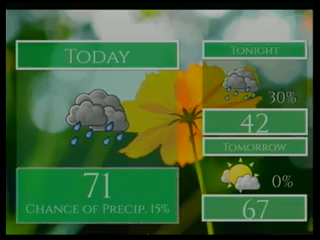 TODAY
71
CHANCE OF PRECIP. 15%
TONIGHT
30%
42
TOMORROW
0%
67